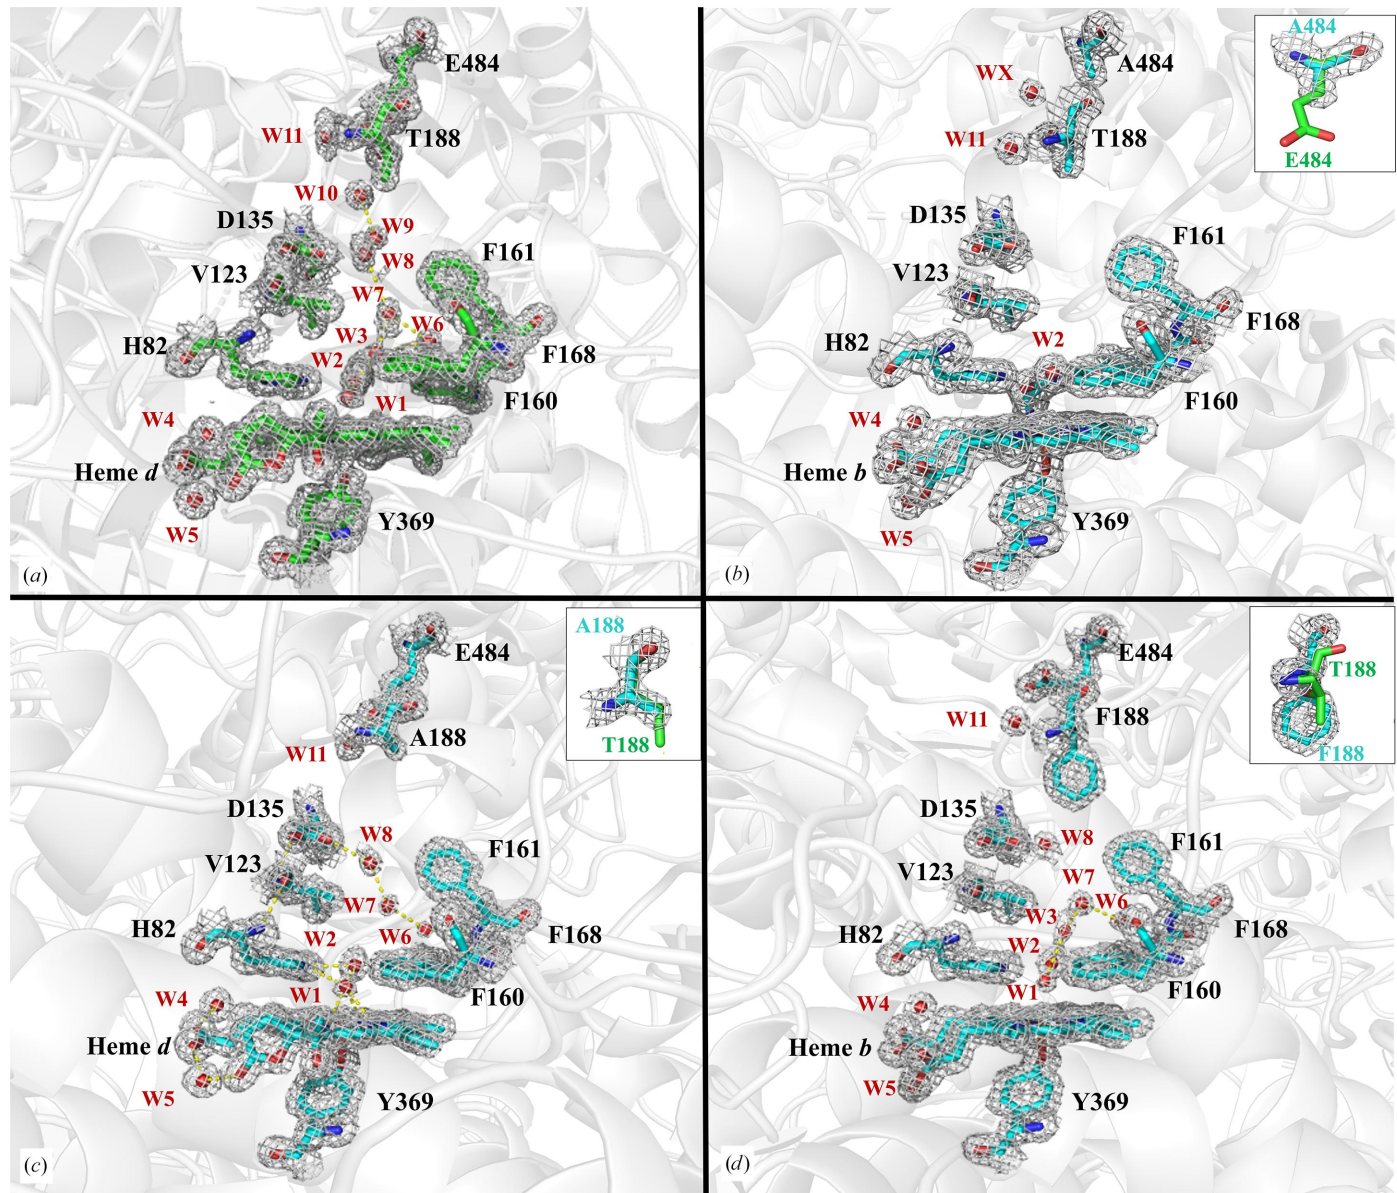 E484
W11
T188
W10
D135
W9
W8
F161
V123
W7
W3
W6
H82
W2
F168
W1
F160
W4
Heme d
W5
Y369
(a)
A484
WX
A484
W11
T188
E484
D135
F161
V123
H82
W2
F168
F160
W4
Heme b
W5
Y369
(b)
A188
E484
A188
W11
T188
D135
W8
F161
V123
W7
H82
W2
W6
F168
W1
F160
W4
Heme d
W5
Y369
(c)
E484
T188
W11
F188
F188
D135
W8
F161
V123
W7
W3
W6
H82
W2
F168
W1
F160
W4
Heme b
W5
Y369
(d)